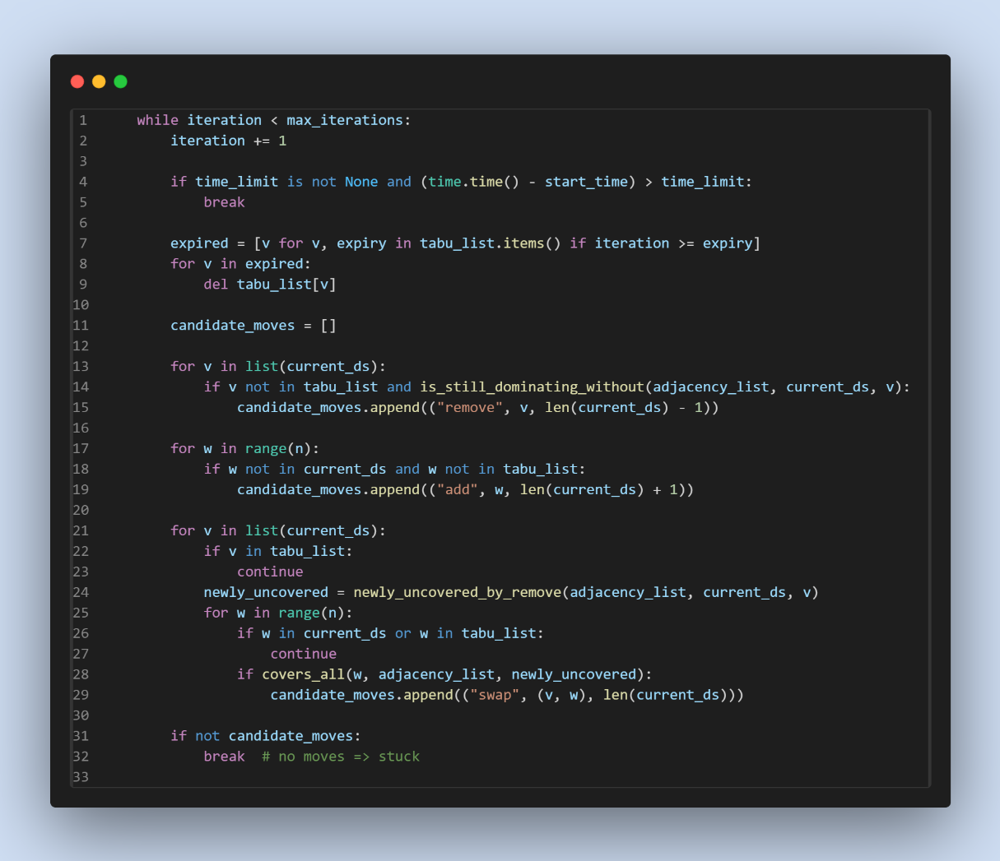 1 while iteration < max_iterations:
2 iteration += 1
3
4 if time_limit is not None and (time.time() - start_time) > time_limit:
5 break
6
7 expired = [v for v, expiry in tabu_list.items() if iteration >= expiry]
8 for v in expired:
9 del tabu_list[v]
10
11 candidate_moves = []
12
13 for v in list(current_ds):
14 if v not in tabu_list and is_still_dominating_without(adjacency_list, current_ds, v):
15 candidate_moves.append(("remove", v, len(current_ds) - 1))
16
17 for w in range(n):
18 if w not in current_ds and w not in tabu_list:
19 candidate_moves.append(("add", w, len(current_ds) + 1))
20
21 for v in list(current_ds):
22 if v in tabu_list:
23 continue
24 newly_uncovered = newly_uncovered_by_remove(adjacency_list, current_ds, v)
25 for w in range(n):
26 if w in current_ds or w in tabu_list:
27 continue
28 if covers_all(w, adjacency_list, newly_uncovered):
29 candidate_moves.append(("swap", (v, w), len(current_ds)))
30
31 if not candidate_moves:
32 break  # no moves => stuck
33